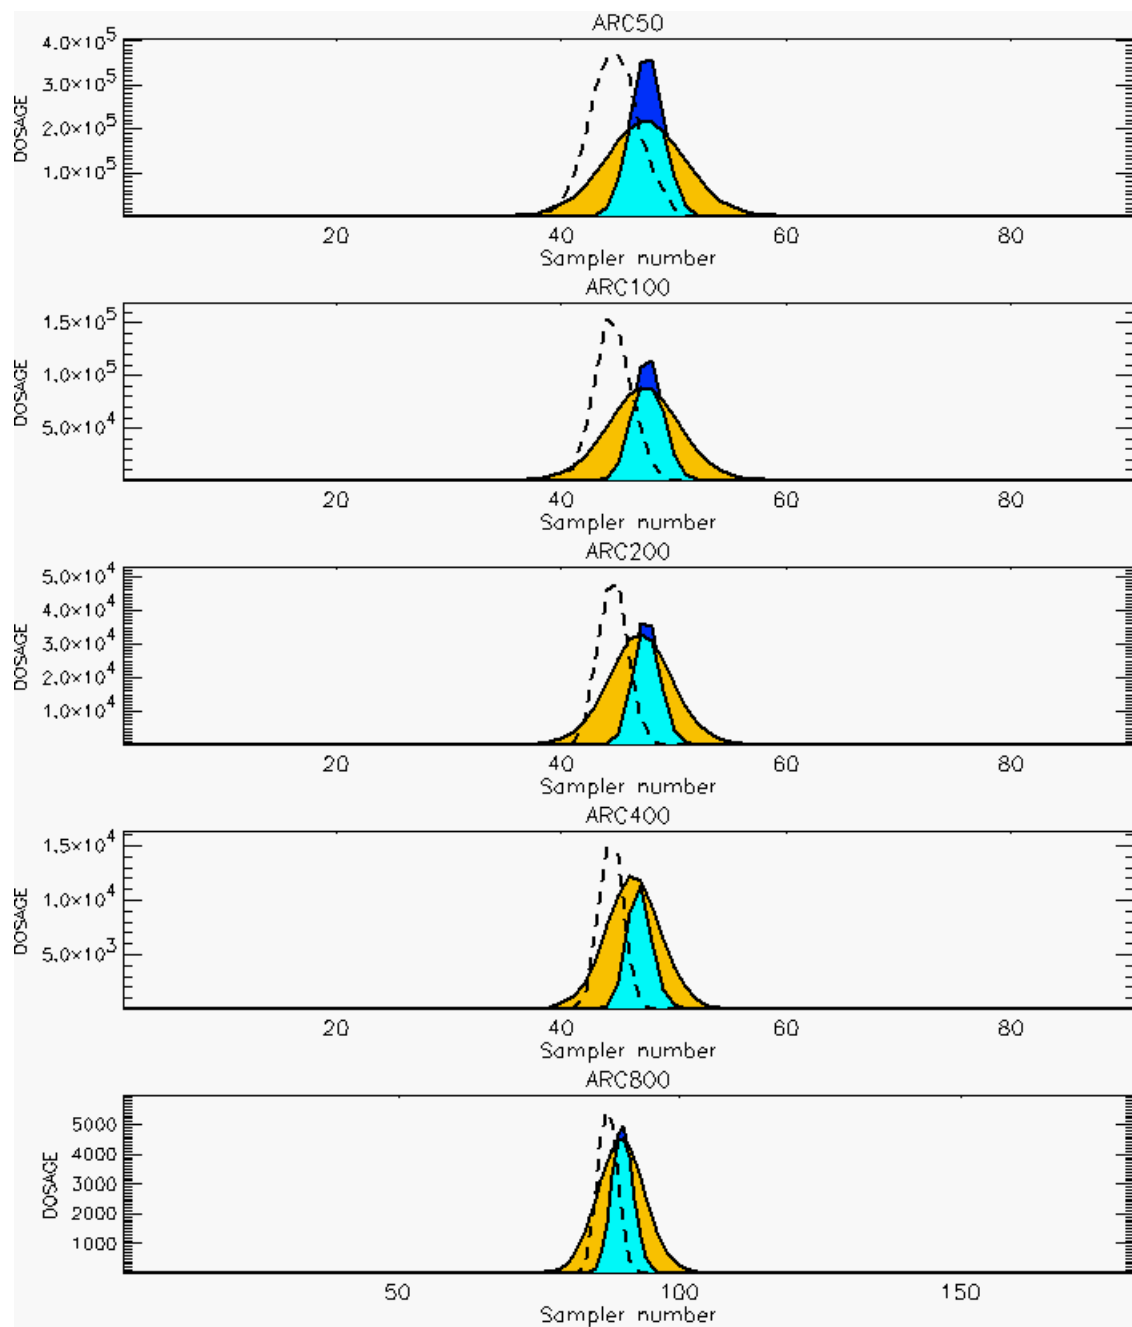 ARC50
4.0×10⁵
3.0×10⁵
2.0×10⁵
1.0×10⁵
DOSAGE
20 40 60 80
Sampler number
ARC100
1.5×10⁵
1.0×10⁵
5.0×10⁴
DOSAGE
20 40 60 80
Sampler number
ARC200
5.0×10⁴
4.0×10⁴
3.0×10⁴
2.0×10⁴
1.0×10⁴
DOSAGE
20 40 60 80
Sampler number
ARC400
1.5×10⁴
1.0×10⁴
5.0×10³
DOSAGE
20 40 60 80
Sampler number
ARC800
5000
4000
3000
2000
1000
DOSAGE
50 100 150
Sampler number